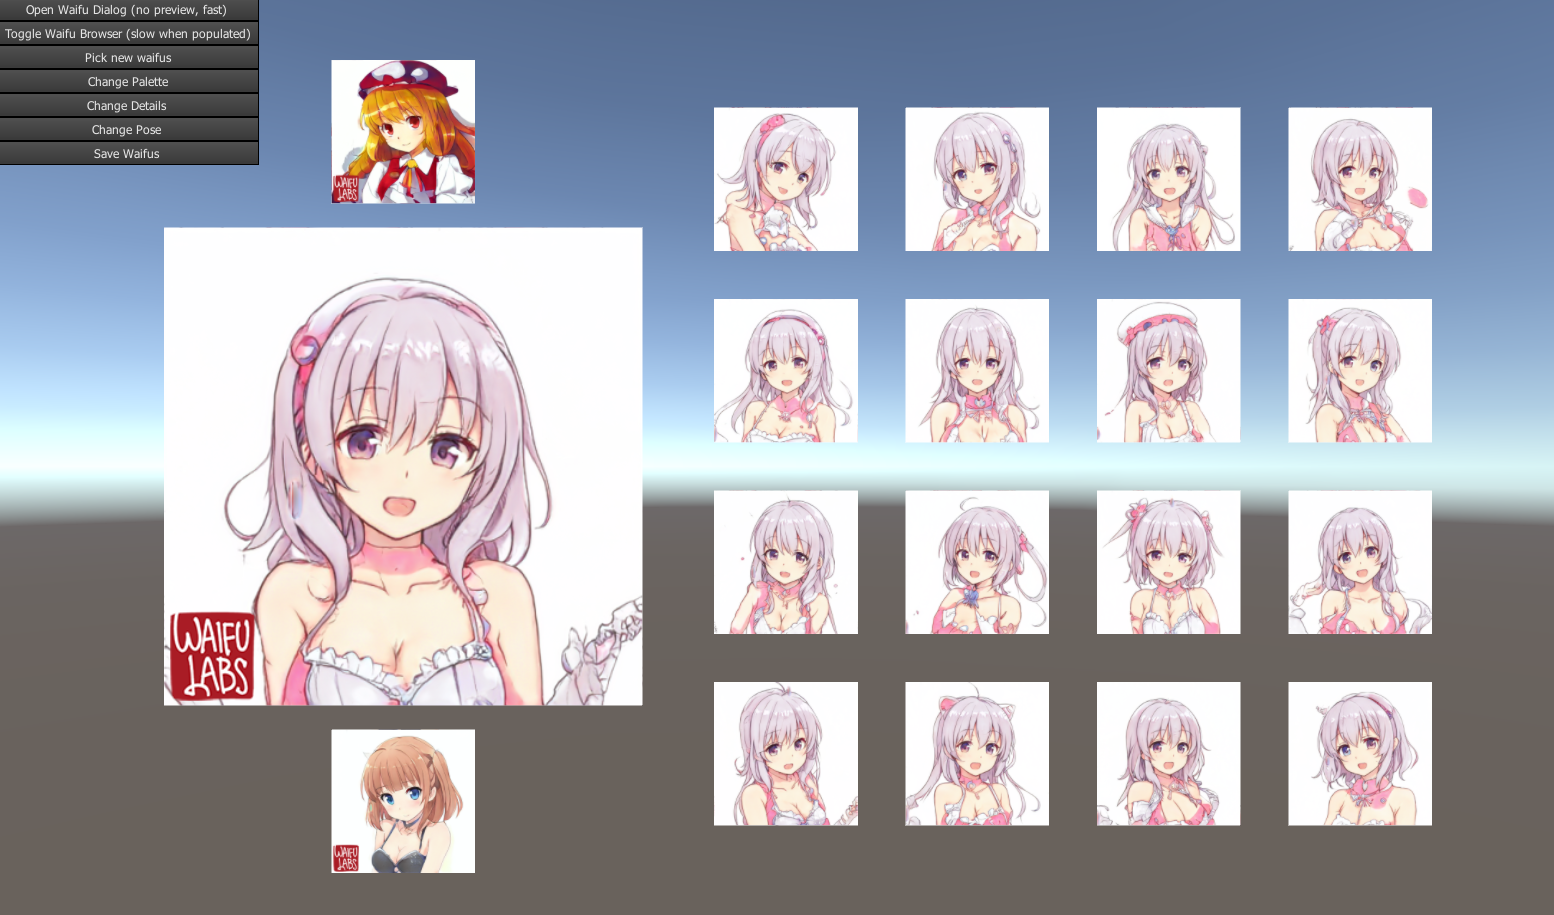 Open Waifu Dialog (no preview, fast)
Toggle Waifu Browser (slow when populated)
Pick new waifus
Change Palette
Change Details
Change Pose
Save Waifus
WAIFU
LABS
WAIFU
LABS
WAIFU
LABS